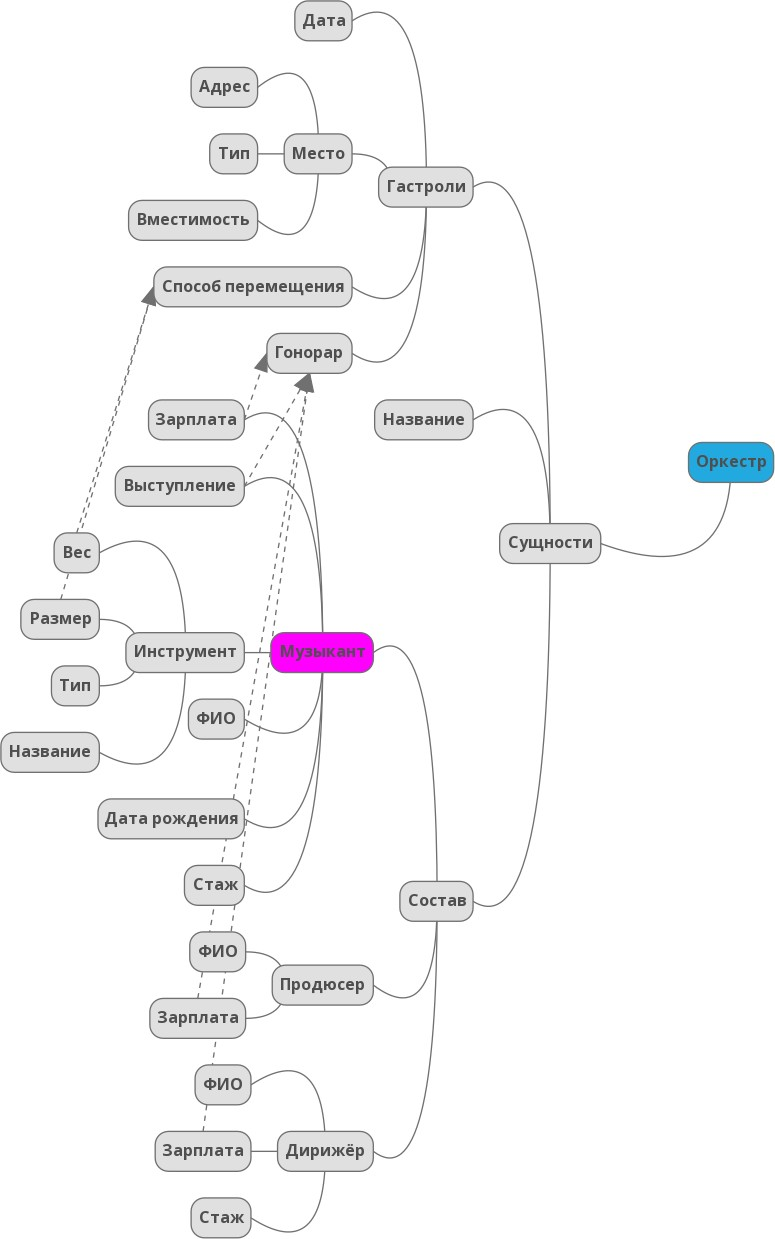 Дата
Адрес
Тип
Место
Гастроли
Вместимость
Способ перемещения
Гонорар
Зарплата
Название
Оркестр
Выступление
Сущности
Вес
Размер
Инструмент
Музыкант
Тип
ФИО
Название
Дата рождения
Стаж
Состав
ФИО
Продюсер
Зарплата
ФИО
Зарплата
Дирижёр
Стаж